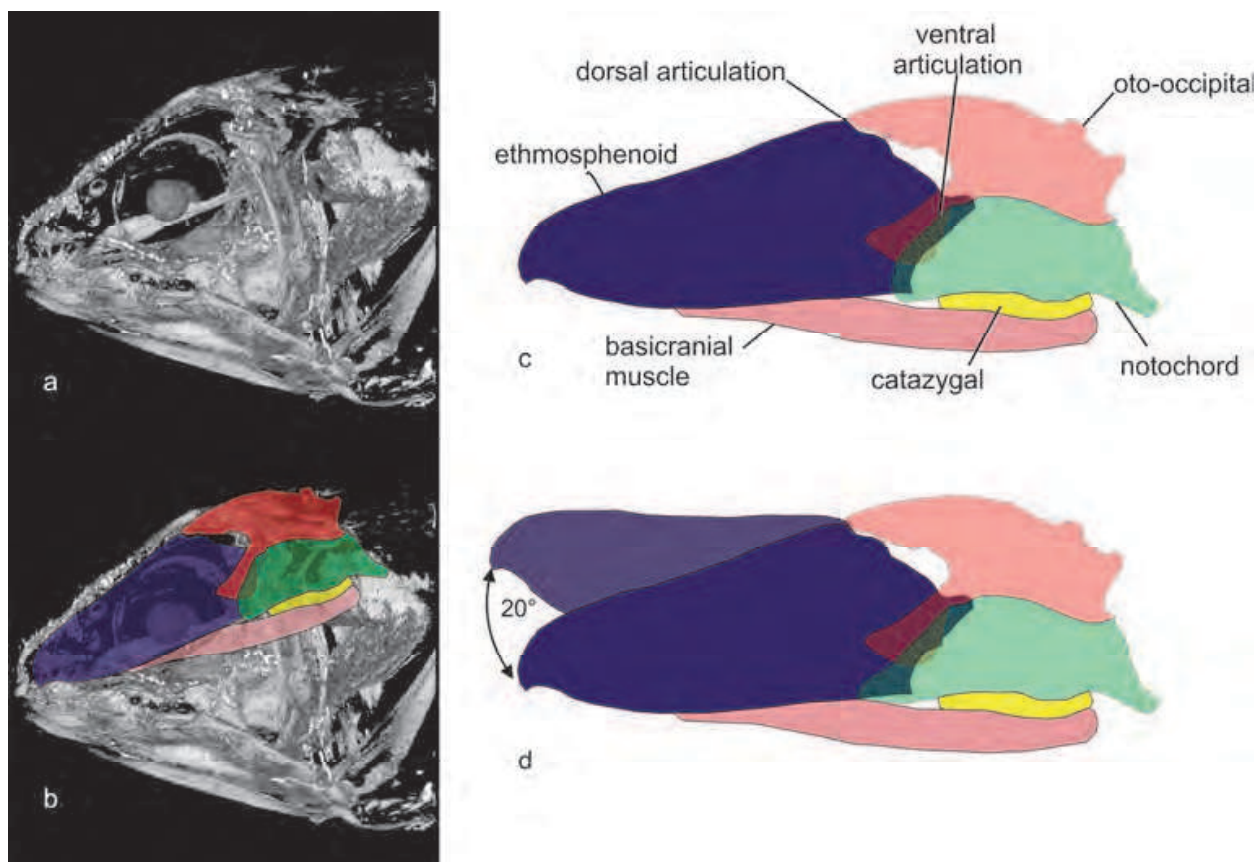 a
b
dorsal articulation
ventral
articulation
oto-occipital
ethmosphenoid
basicranial
muscle
catazygal
notochord
c
20°
d